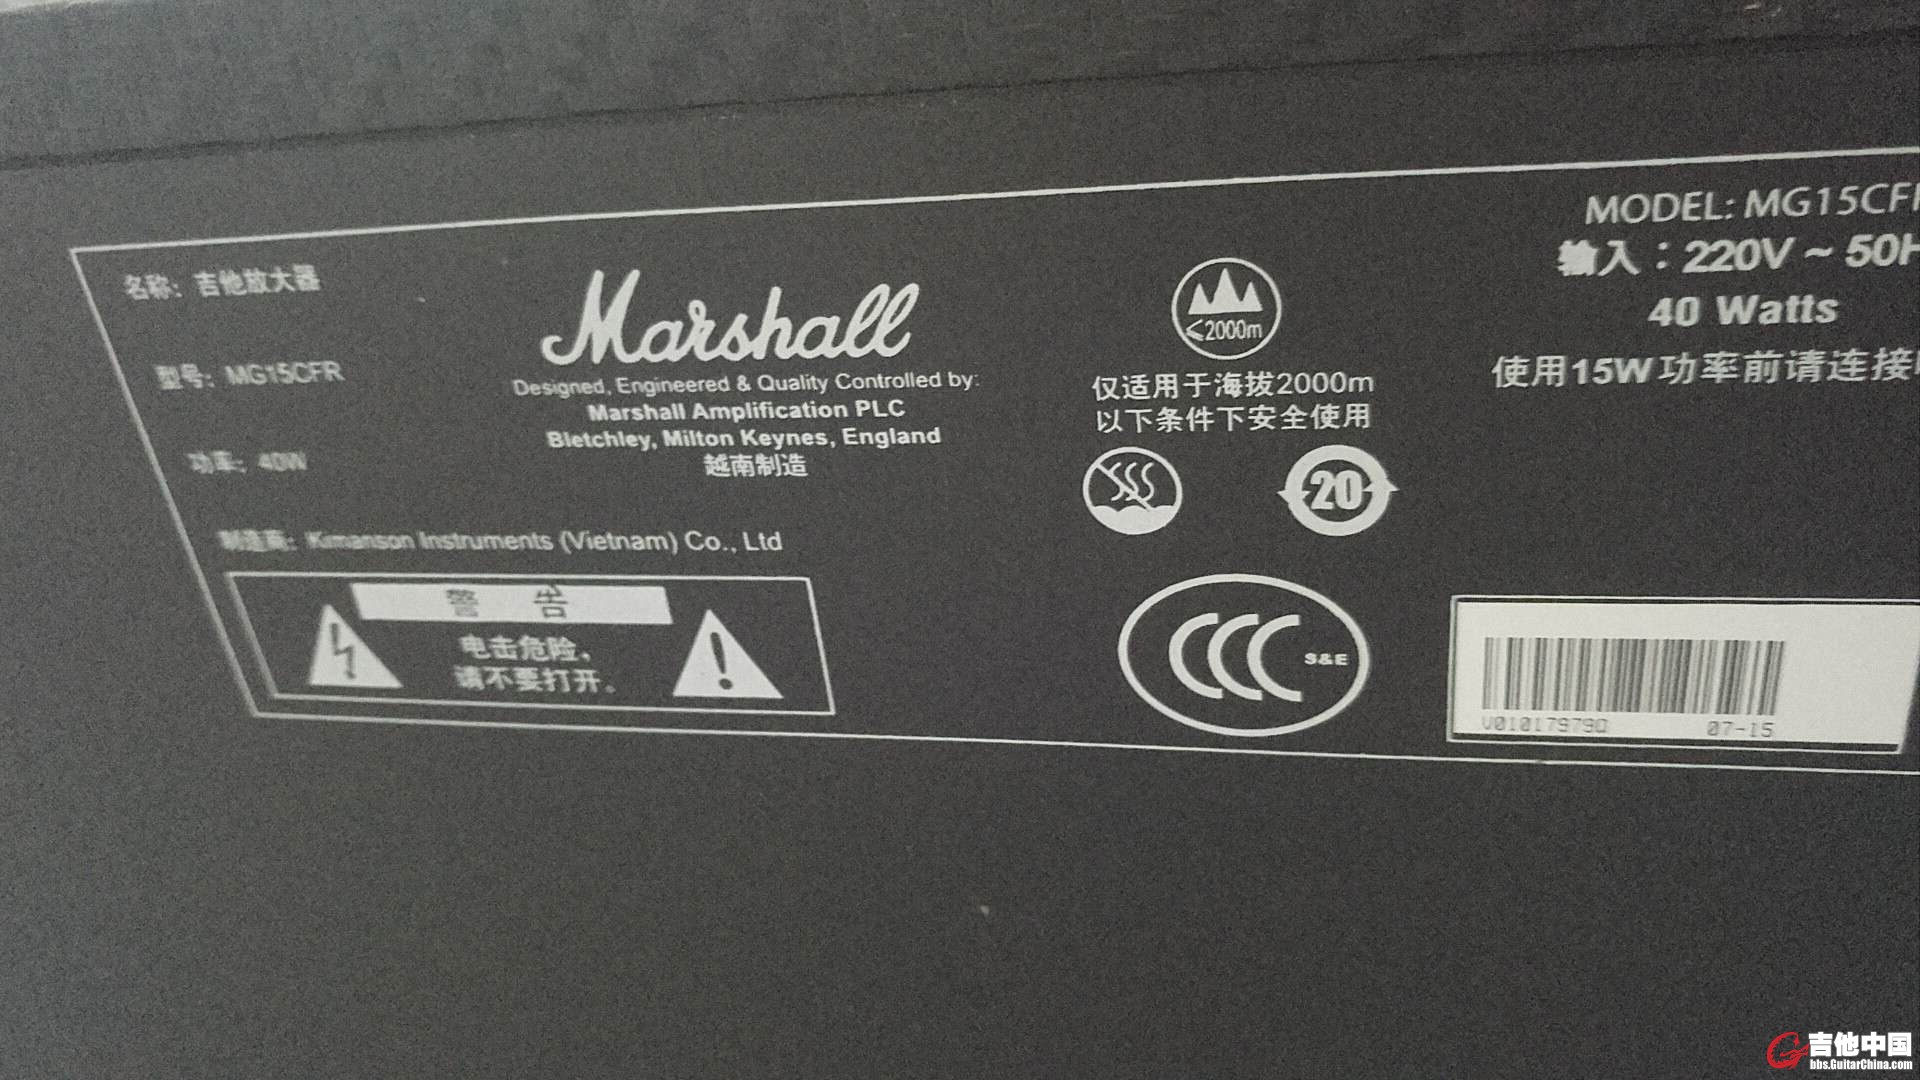 名称：吉他放大器
型号：MG15CFR
功率：40W
制造商：Kimanson Instruments (Vietnam) Co., Ltd
警 告
电击危险，
请不要打开。
Marshall
Designed, Engineered & Quality Controlled by:
Marshall Amplification PLC
Bletchley, Milton Keynes, England
越南制造
≤2000m
仅适用于海拔2000m
以下条件下安全使用
20
CCC S&E
MODEL: MG15CF
输入：220V ~ 50H
40 Watts
使用15W功率前请连接
V01017979Q 07-15
吉他中国
bbs.GuitarChina.com